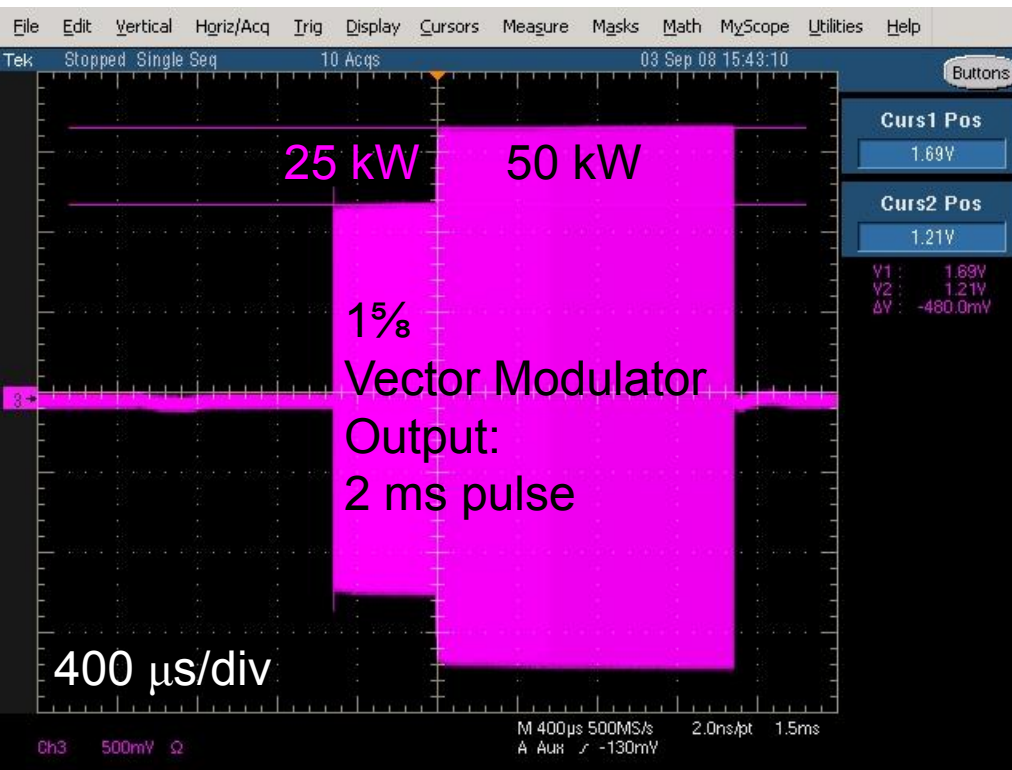 File Edit Vertical Horiz/Acq Trig Display Cursors Measure Masks Math MyScope Utilities Help
Tek Stopped Single Seq 10 Acqs 03 Sep 08 15:43:10
Buttons
Curs1 Pos
1.69V
Curs2 Pos
1.21V
V1 : 1.69V
V2 : 1.21V
ΔV : -480.0mV
25 kW 50 kW
1⅝
Vector Modulator
Output:
2 ms pulse
3
400 μs/div
Ch3 500mV Ω
M 400μs 500MS/s 2.0ns/pt 1.5ms
A Aux ⁄ -130mV